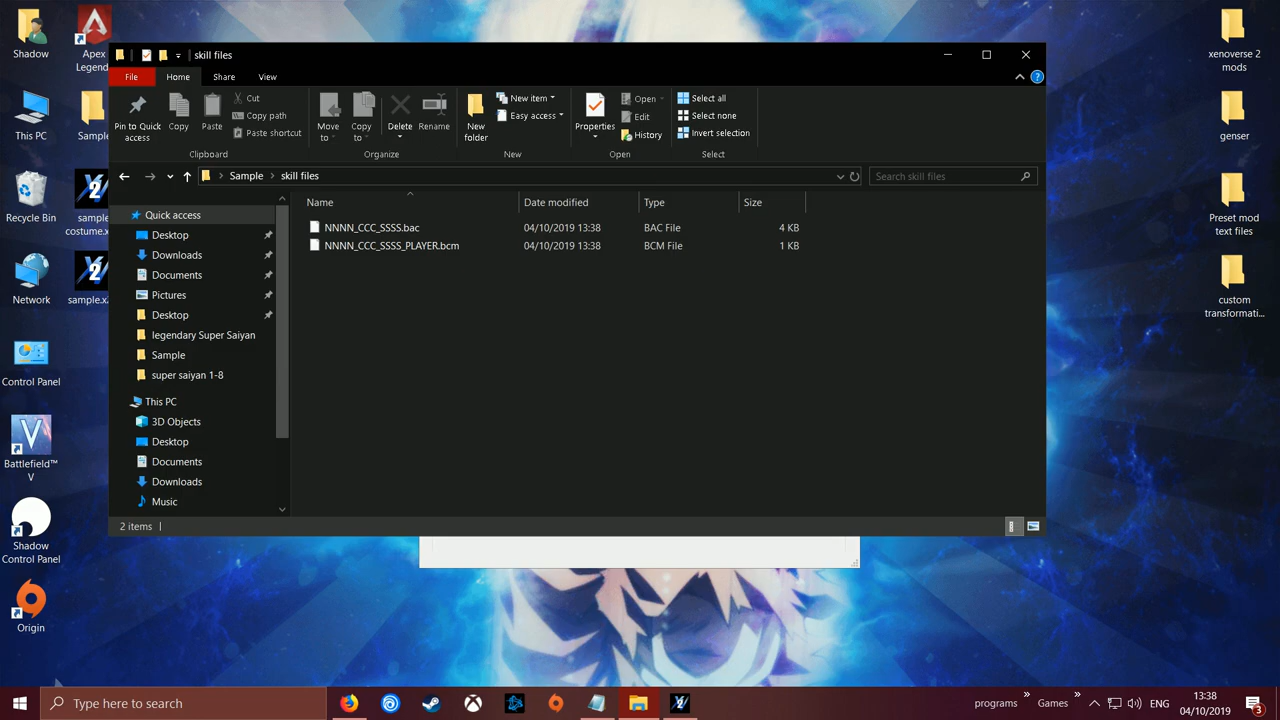 Shadow
Apex
Legend
This PC
Sample
Recycle Bin
sample
costume.x
Network
sample.x
Control Panel
Battlefield™
V
Shadow
Control Panel
Origin
skill files
File
Home
Share
View
Pin to Quick
access
Copy
Paste
Cut
Copy path
Paste shortcut
Clipboard
Move
to
Copy
to
Delete
Rename
Organize
New
folder
New item
Easy access
New
Properties
Open
Edit
History
Open
Select all
Select none
Invert selection
Select
Sample > skill files
Search skill files
Name
Date modified
Type
Size
NNNN_CCC_SSSS.bac 04/10/2019 13:38 BAC File 4 KB
NNNN_CCC_SSSS_PLAYER.bcm 04/10/2019 13:38 BCM File 1 KB
Quick access
Desktop
Downloads
Documents
Pictures
Desktop
legendary Super Saiyan
Sample
super saiyan 1-8
This PC
3D Objects
Desktop
Documents
Downloads
Music
2 items
xenoverse 2
mods
genser
Preset mod
text files
custom
transformati...
Type here to search
programs
»
Games
»
ENG
13:38
04/10/2019
3